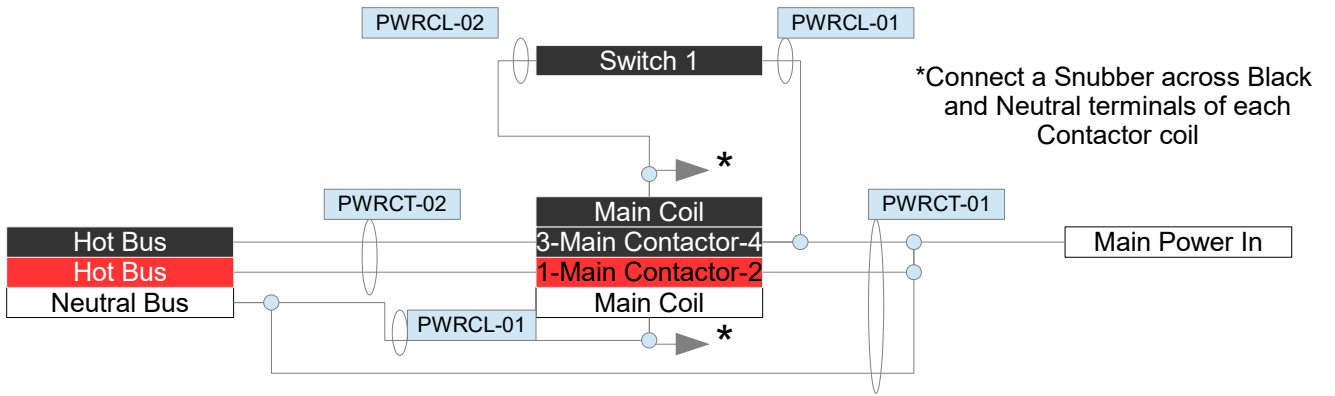 PWRCL-02
PWRCL-01
Switch 1
*Connect a Snubber across Black
and Neutral terminals of each
Contactor coil
*
PWRCT-02
PWRCT-01
Main Coil
Hot Bus
3-Main Contactor-4
Main Power In
Hot Bus
1-Main Contactor-2
Neutral Bus
Main Coil
PWRCL-01
*